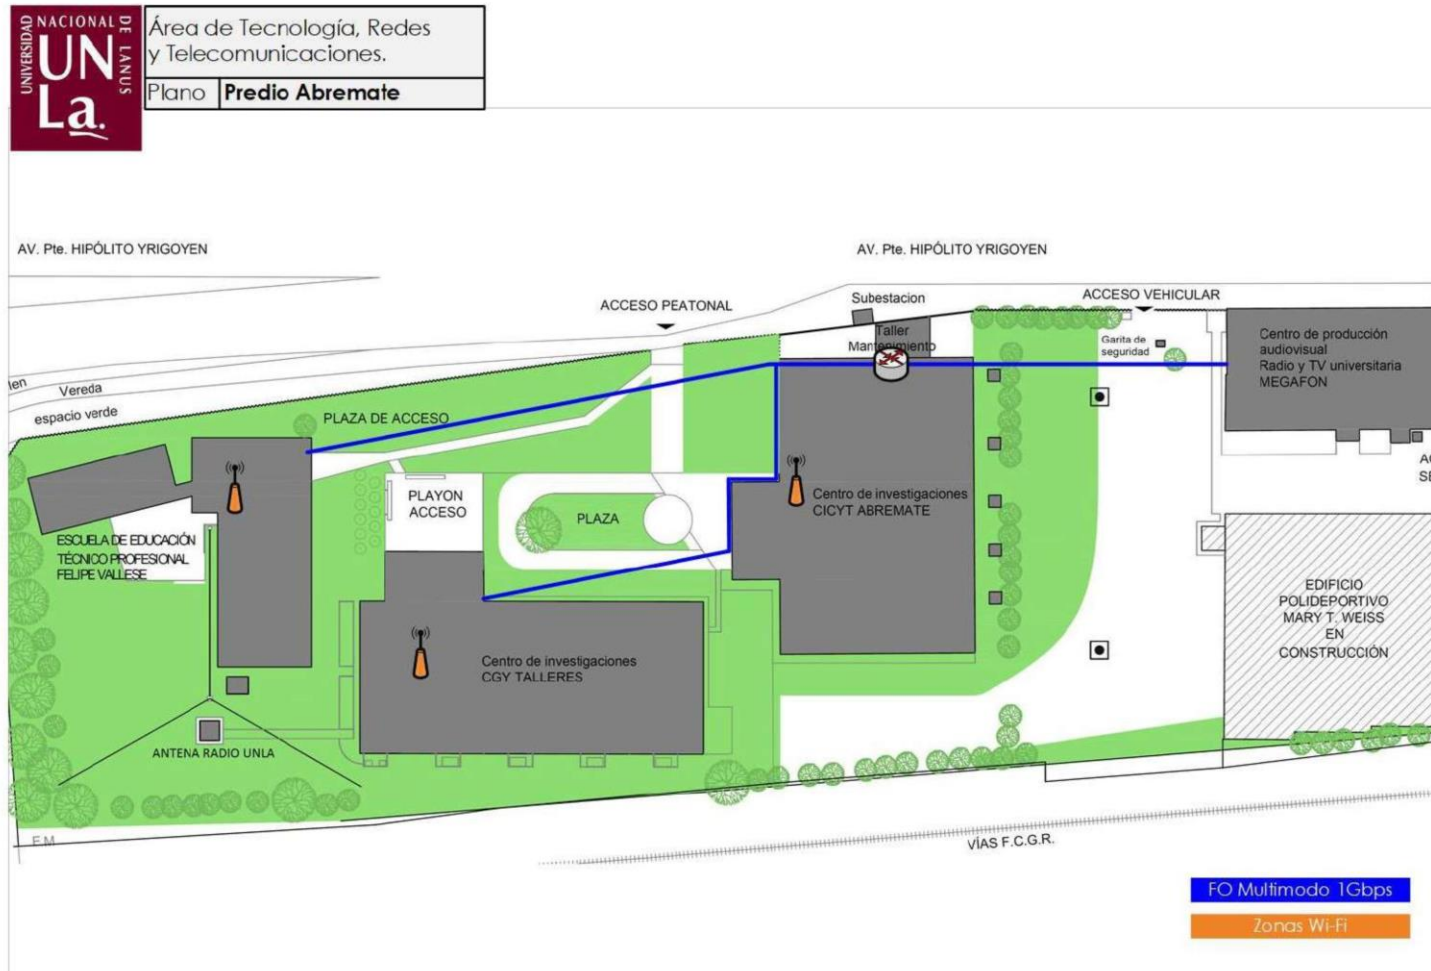 UNIVERSIDAD
NACIONAL
DE LANUS
UN
La.
Área de Tecnología, Redes
y Telecomunicaciones.
Plano
Predio Abremate
AV. Pte. HIPÓLITO YRIGOYEN
AV. Pte. HIPÓLITO YRIGOYEN
ACCESO PEATONAL
Subestacion
ACCESO VEHICULAR
Taller
Mantenimiento
Garita de
seguridad
Centro de producción
audiovisual
Radio y TV universitaria
MEGAFON
len
Vereda
espacio verde
PLAZA DE ACCESO
AC
SE
PLAYON
ACCESO
PLAZA
Centro de investigaciones
CICYT ABREMATE
ESCUELA DE EDUCACIÓN
TÉCNICO PROFESIONAL
FELIPE VALLESE
EDIFICIO
POLIDEPORTIVO
MARY T. WEISS
EN
CONSTRUCCIÓN
Centro de investigaciones
CGY TALLERES
ANTENA RADIO UNLA
E.M.
VÍAS F.C.G.R.
FO Multimodo 1Gbps
Zonas Wi-Fi